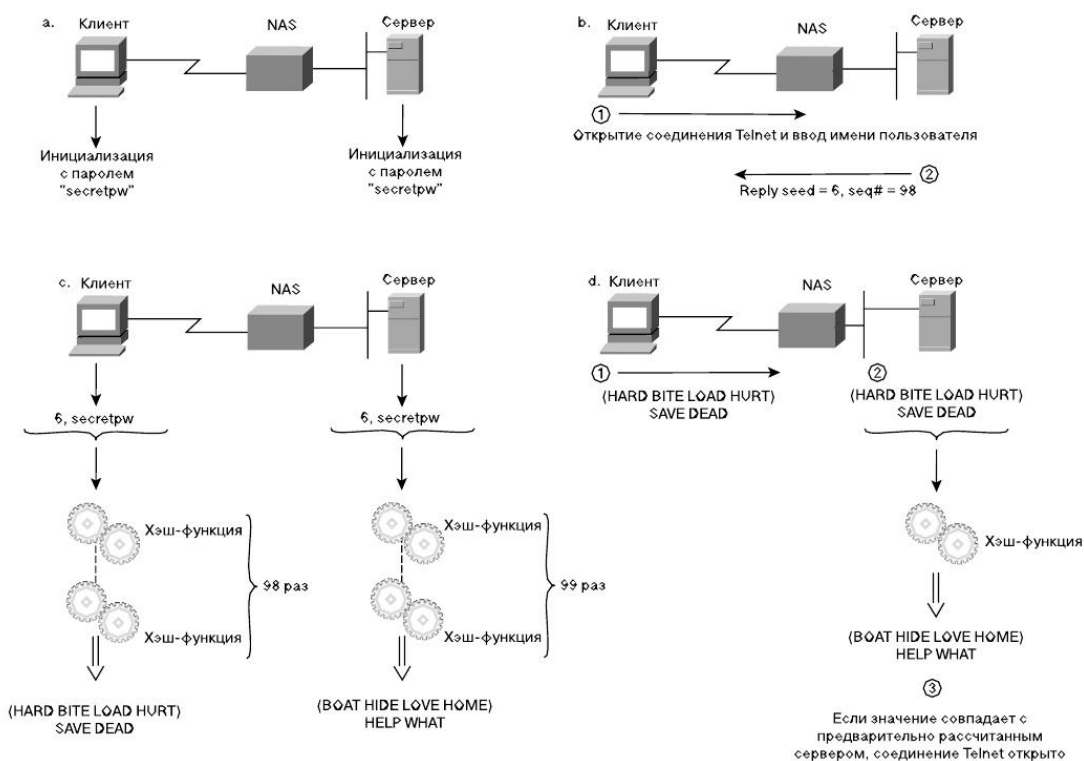 a.
Клиент
NAS
Сервер
Инициализация
с паролем
"secretpw"
Инициализация
с паролем
"secretpw"
b.
Клиент
NAS
Сервер
1
Открытие соединения Telnet и ввод имени пользователя
2
Reply seed = 6, seq# = 98
c.
Клиент
NAS
Сервер
6, secretpw
6, secretpw
Хэш-функция
Хэш-функция
98 раз
Хэш-функция
Хэш-функция
99 раз
(HARD BITE LOAD HURT)
SAVE DEAD
(BOAT HIDE LOVE HOME)
HELP WHAT
d.
Клиент
NAS
Сервер
1
(HARD BITE LOAD HURT)
SAVE DEAD
2
(HARD BITE LOAD HURT)
SAVE DEAD
Хэш-функция
(BOAT HIDE LOVE HOME)
HELP WHAT
3
Если значение совпадает с
предварительно рассчитанным
сервером, соединение Telnet открыто